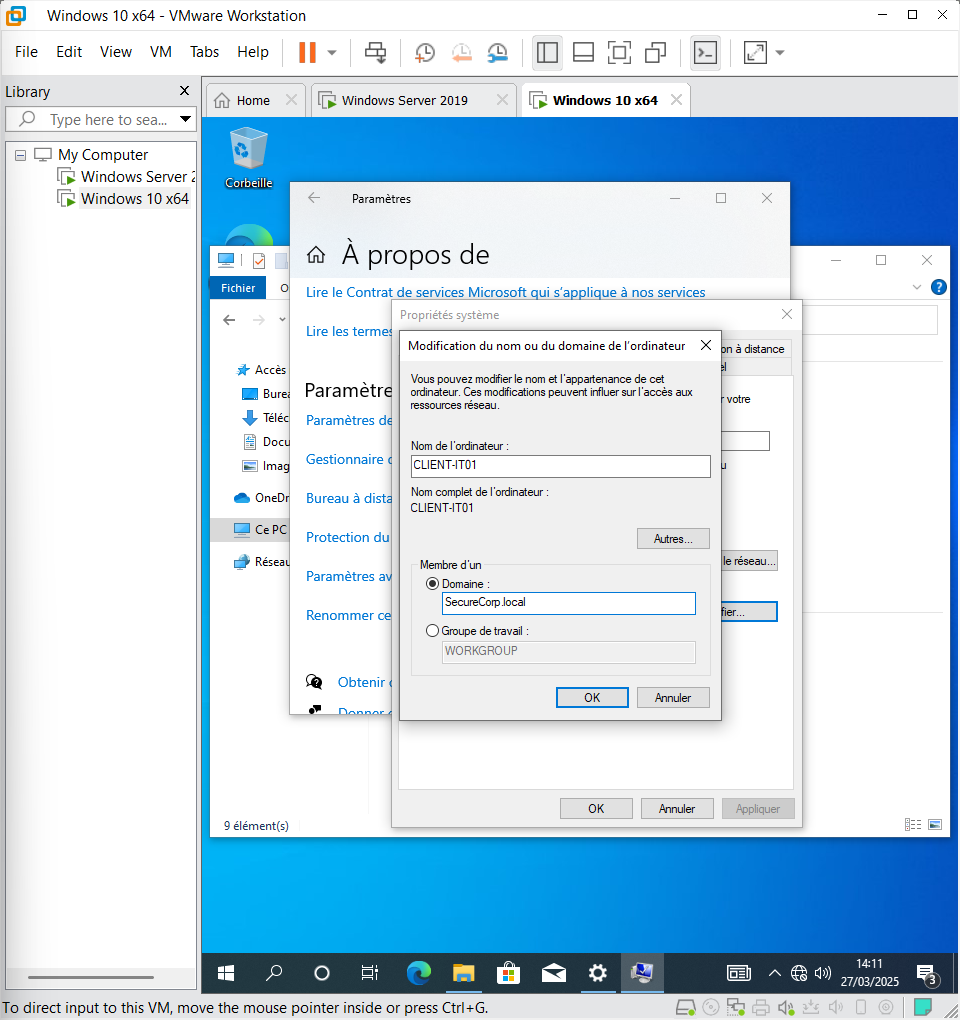 Windows 10 x64 - VMware Workstation
File Edit View VM Tabs Help
Library
Type here to sea...
My Computer
Windows Server 2
Windows 10 x64
Home
Windows Server 2019
Windows 10 x64
Corbeille
Paramètres
À propos de
Lire le Contrat de services Microsoft qui s'applique à nos services
Lire les termes
Paramètre
Paramètres de
Gestionnaire
Bureau à dista
Protection du
Paramètres av
Renommer ce
Obtenir
Donner
Fichier
Accès
Burea
Téléc
Docu
Imag
OneDr
Ce PC
Réseau
9 élément(s)
Propriétés système
on à distance
el
r votre
u
le réseau...
fier...
OK
Annuler
Appliquer
Modification du nom ou du domaine de l'ordinateur
Vous pouvez modifier le nom et l'appartenance de cet
ordinateur. Ces modifications peuvent influer sur l'accès aux
ressources réseau.
Nom de l'ordinateur :
CLIENT-IT01
Nom complet de l'ordinateur :
CLIENT-IT01
Autres...
Membre d'un
Domaine :
SecureCorp.local
Groupe de travail :
WORKGROUP
OK
Annuler
14:11
27/03/2025
3
To direct input to this VM, move the mouse pointer inside or press Ctrl+G.